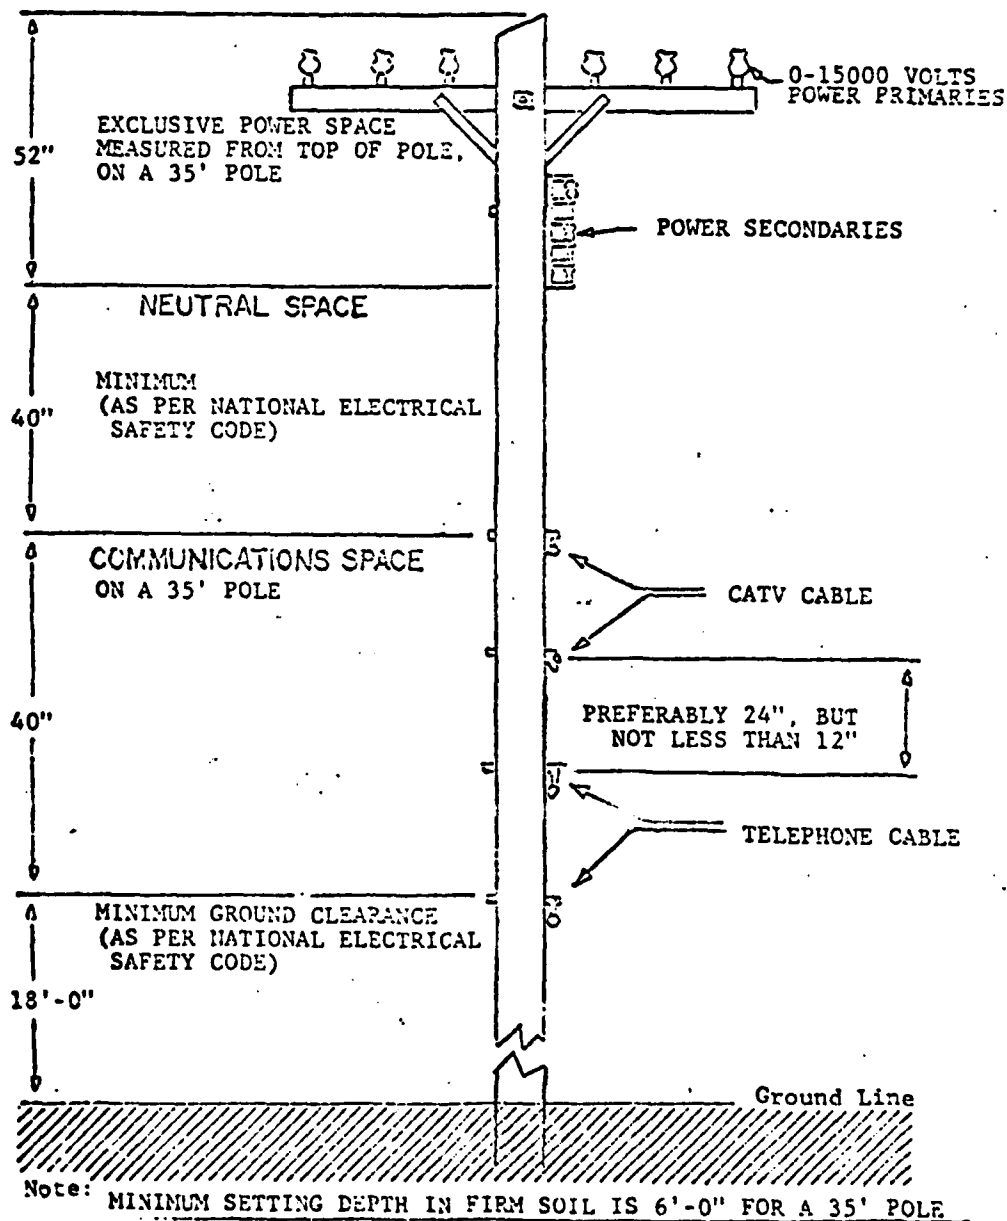 0-15000 VOLTS
POWER PRIMARIES
52"
EXCLUSIVE POWER SPACE
MEASURED FROM TOP OF POLE,
ON A 35' POLE
POWER SECONDARIES
NEUTRAL SPACE
40"
MINIMUM
(AS PER NATIONAL ELECTRICAL
SAFETY CODE)
COMMUNICATIONS SPACE
ON A 35' POLE
CATV CABLE
40"
PREFERABLY 24", BUT
NOT LESS THAN 12"
TELEPHONE CABLE
MINIMUM GROUND CLEARANCE
(AS PER NATIONAL ELECTRICAL
SAFETY CODE)
18'-0"
Ground Line
Note:
MINIMUM SETTING DEPTH IN FIRM SOIL IS 6'-0" FOR A 35' POLE